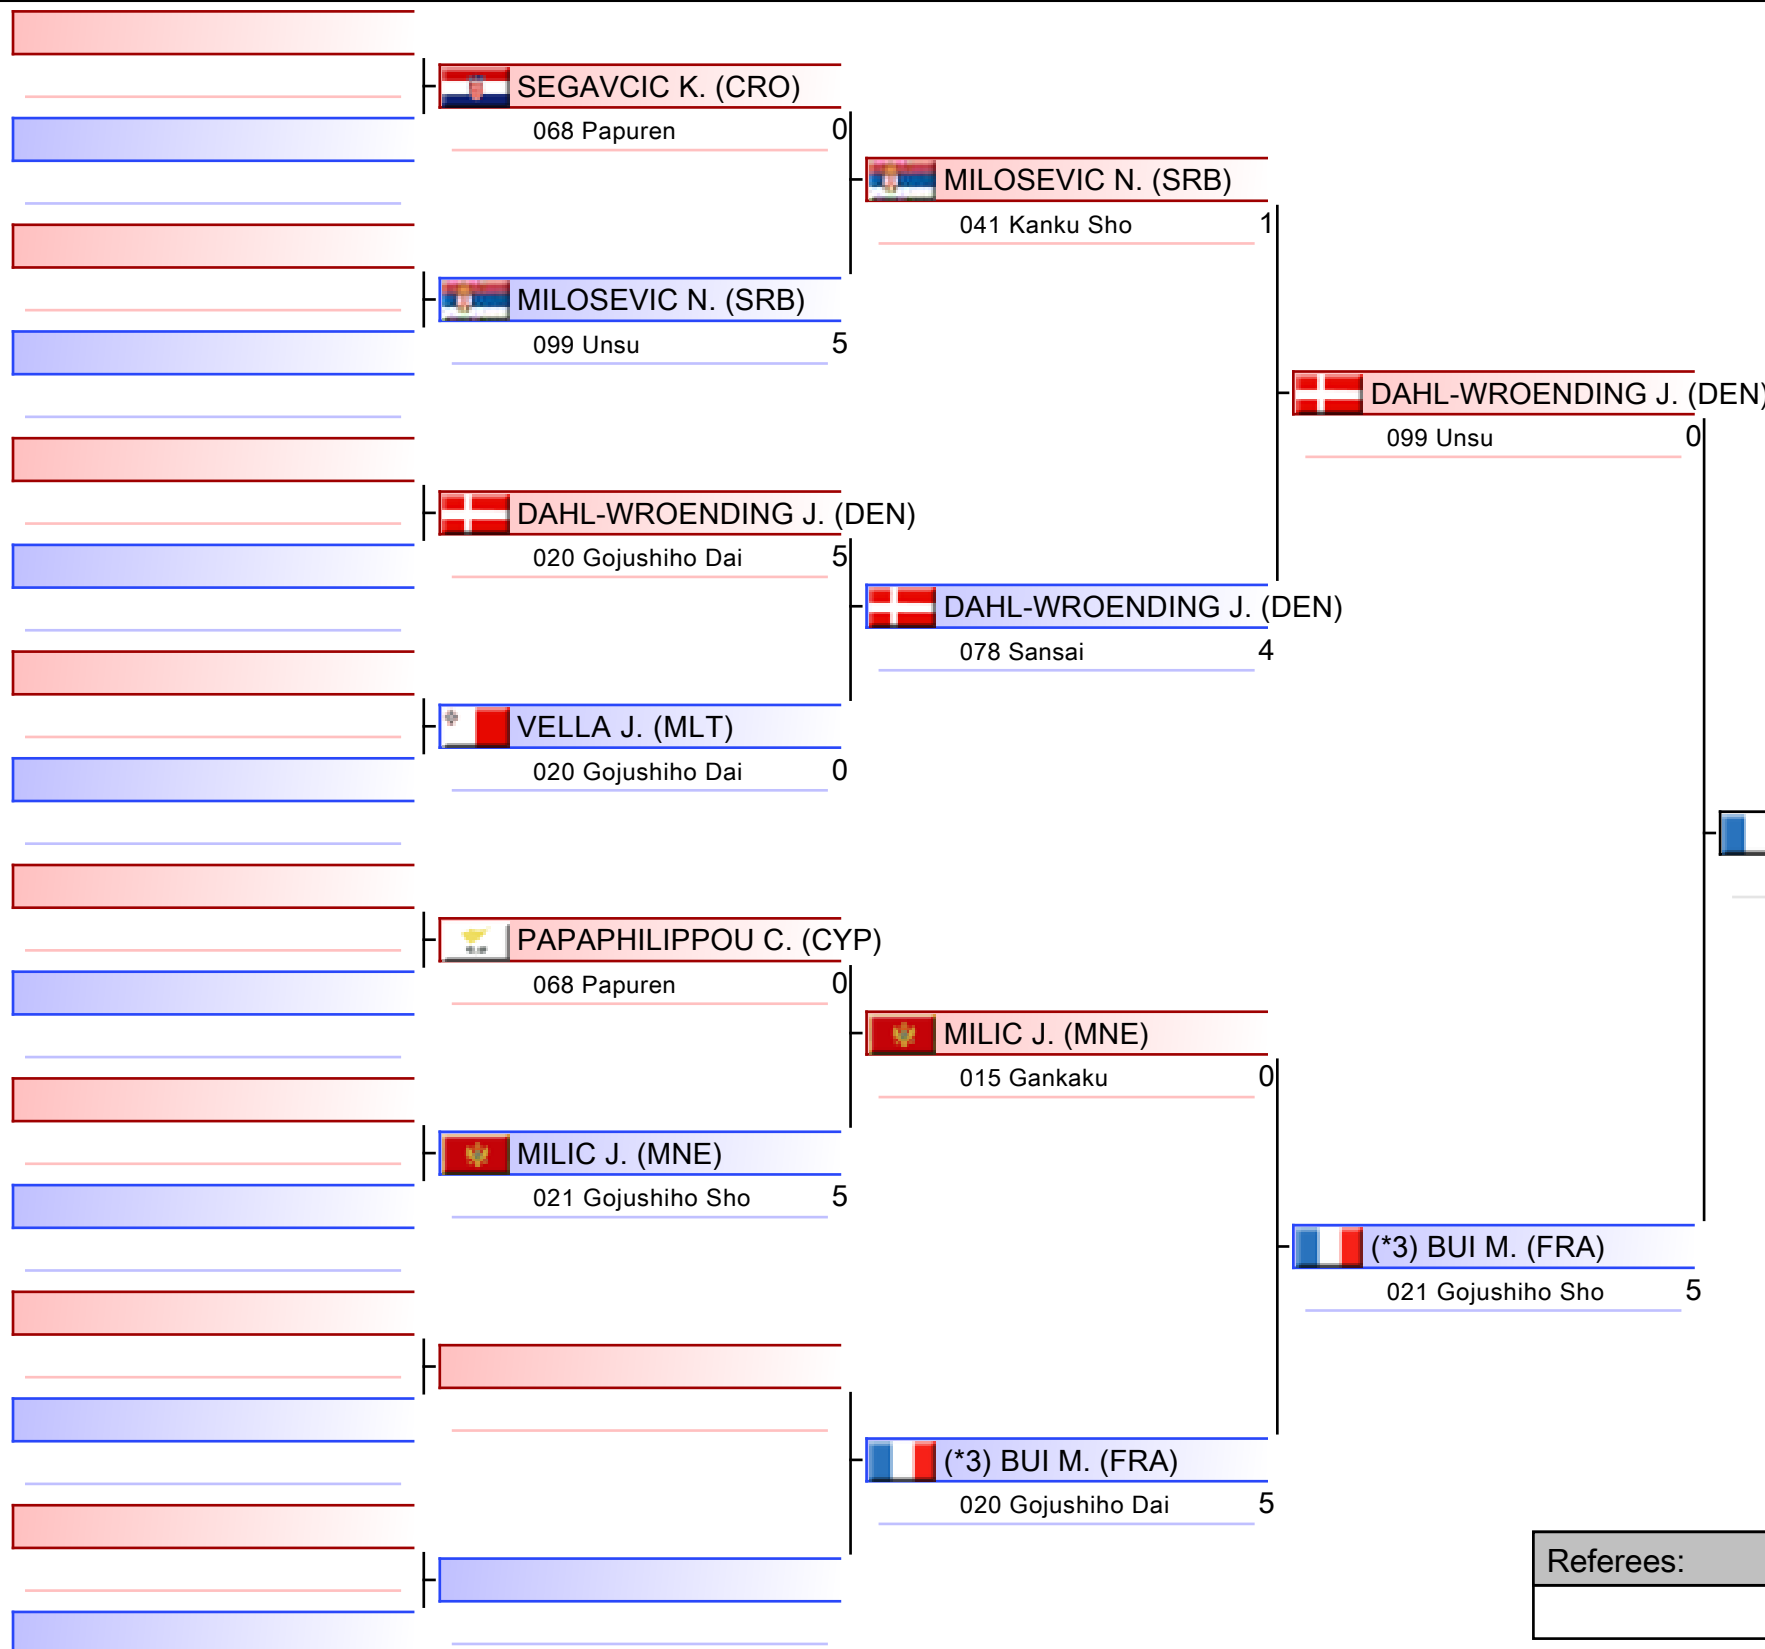 SEGAVCIC K. (CRO)
068 Papuren 0
MILOSEVIC N. (SRB)
099 Unsu 5
DAHL-WROENDING J. (DEN)
020 Gojushiho Dai 5
VELLA J. (MLT)
020 Gojushiho Dai 0
PAPAPHILIPPOU C. (CYP)
068 Papuren 0
MILIC J. (MNE)
021 Gojushiho Sho 5
MILOSEVIC N. (SRB)
041 Kanku Sho 1
DAHL-WROENDING J. (DEN)
078 Sansai 4
MILIC J. (MNE)
015 Gankaku 0
(*3) BUI M. (FRA)
020 Gojushiho Dai 5
DAHL-WROENDING J. (DEN)
099 Unsu 0
(*3) BUI M. (FRA)
021 Gojushiho Sho 5
Referees: